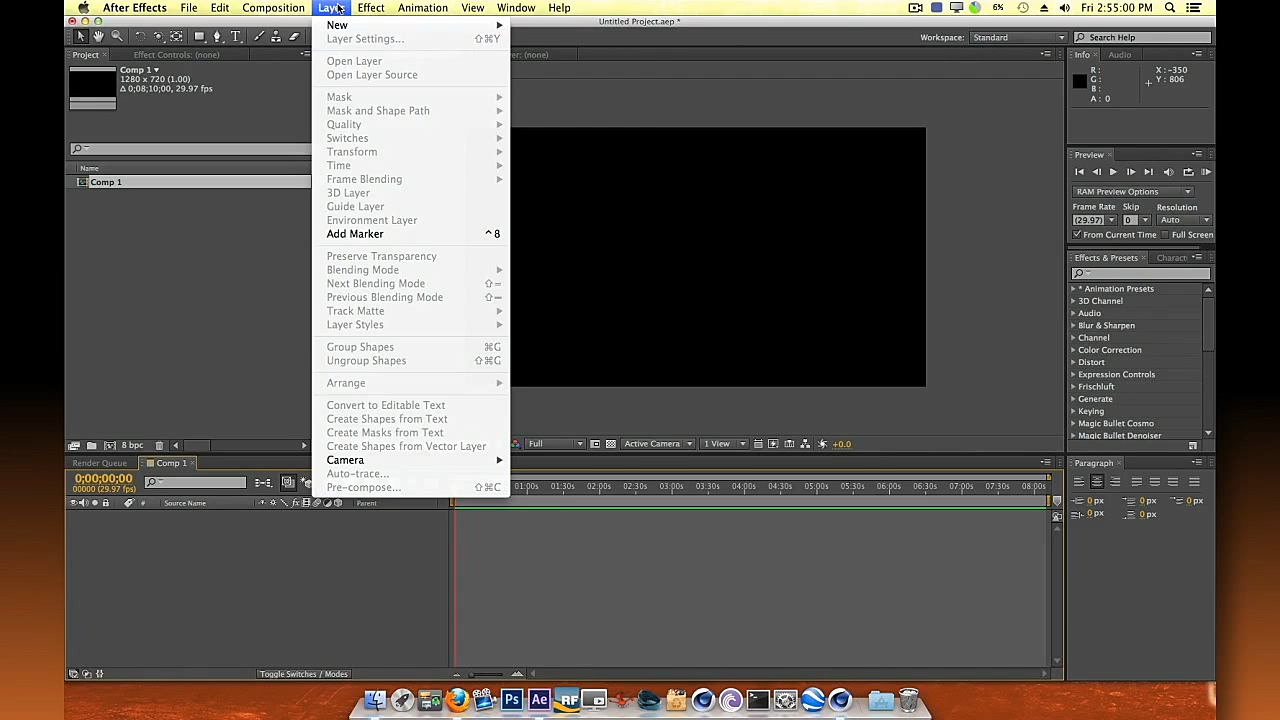 After Effects File Edit Composition Layer Effect Animation View Window Help 6% Fri 2:55:00 PM
Untitled Project.aep *
Workspace: Standard Search Help
Project Effect Controls: (none)
Comp 1
1280 x 720 (1.00)
Δ 0;08;10;00, 29.97 fps
Name
Comp 1
8 bpc
New
Layer Settings... ⇧⌘Y
Open Layer
Open Layer Source
Mask
Mask and Shape Path
Quality
Switches
Transform
Time
Frame Blending
3D Layer
Guide Layer
Environment Layer
Add Marker ⌃8
Preserve Transparency
Blending Mode
Next Blending Mode ⇧=
Previous Blending Mode ⇧−
Track Matte
Layer Styles
Group Shapes ⌘G
Ungroup Shapes ⇧⌘G
Arrange
Convert to Editable Text
Create Shapes from Text
Create Masks from Text
Create Shapes from Vector Layer
Camera
Auto-trace...
Pre-compose... ⇧⌘C
(none)
Full Active Camera 1 View +0.0
Info Audio
R: X: -350
G: Y: 806
B:
A: 0
Preview
RAM Preview Options
Frame Rate Skip Resolution
(29.97) 0 Auto
From Current Time Full Screen
Effects & Presets Charact
* Animation Presets
3D Channel
Audio
Blur & Sharpen
Channel
Color Correction
Distort
Expression Controls
Frischluft
Generate
Keying
Magic Bullet Cosmo
Magic Bullet Denoiser
Render Queue Comp 1
0;00;00;00
00000 (29.97 fps)
# Source Name Parent
01:00s 01:30s 02:00s 02:30s 03:00s 03:30s 04:00s 04:30s 05:00s 05:30s 06:00s 06:30s 07:00s 07:30s 08:00s
Toggle Switches / Modes
Paragraph
0 px 0 px 0 px
0 px 0 px
Ps Ae RF